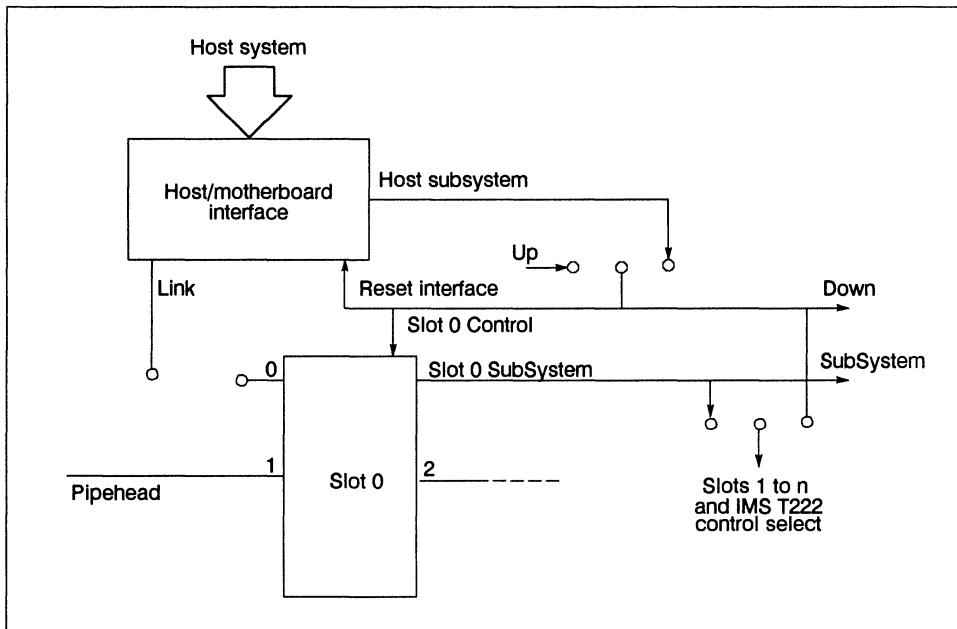 Host system
Host/motherboard
interface
Host subsystem
Up
Link
Reset interface
Down
Slot 0 Control
0
Slot 0 SubSystem
SubSystem
1
Pipehead
Slot 0
2
Slots 1 to n
and IMS T222
control select